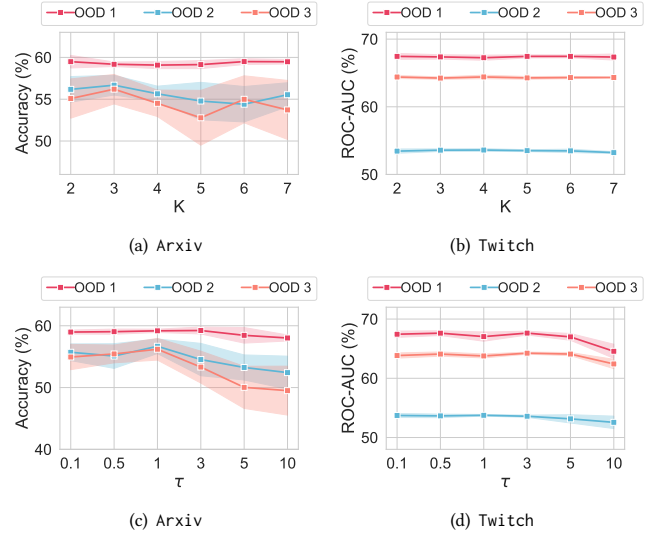 OOD 1 OOD 2 OOD 3
Accuracy (%)
60
55
50
2 3 4 5 6 7
K
(a) Arxiv
OOD 1 OOD 2 OOD 3
ROC-AUC (%)
70
60
50
2 3 4 5 6 7
K
(b) Twitch
OOD 1 OOD 2 OOD 3
Accuracy (%)
60
50
40
0.1 0.5 1 3 5 10
τ
(c) Arxiv
OOD 1 OOD 2 OOD 3
ROC-AUC (%)
70
60
50
0.1 0.5 1 3 5 10
τ
(d) Twitch